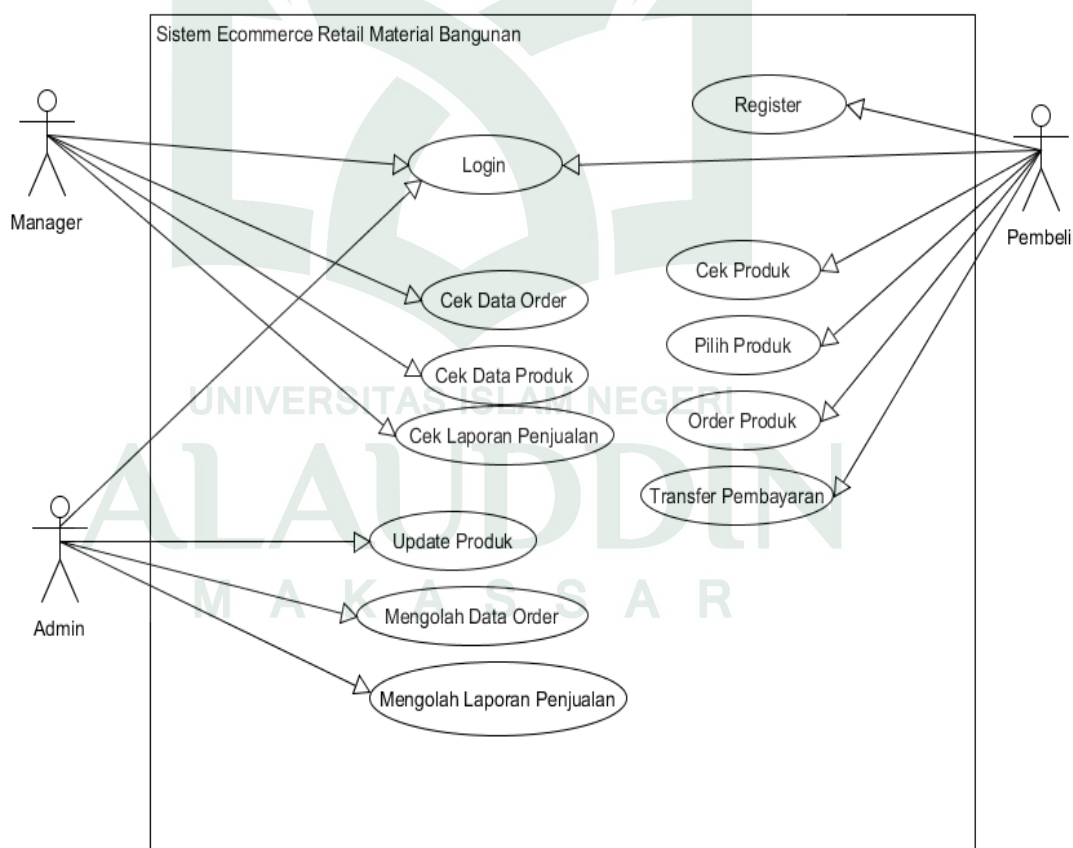 Sistem Ecommerce Retail Material Bangunan
Register
Login
Manager
Pembeli
Cek Produk
Cek Data Order
Pilih Produk
Cek Data Produk
UNIVERSITAS ISLAM NEGERI
Order Produk
Cek Laporan Penjualan
ALAUDDIN
Transfer Pembayaran
Update Produk
MAKASSAR
Mengolah Data Order
Admin
Mengolah Laporan Penjualan